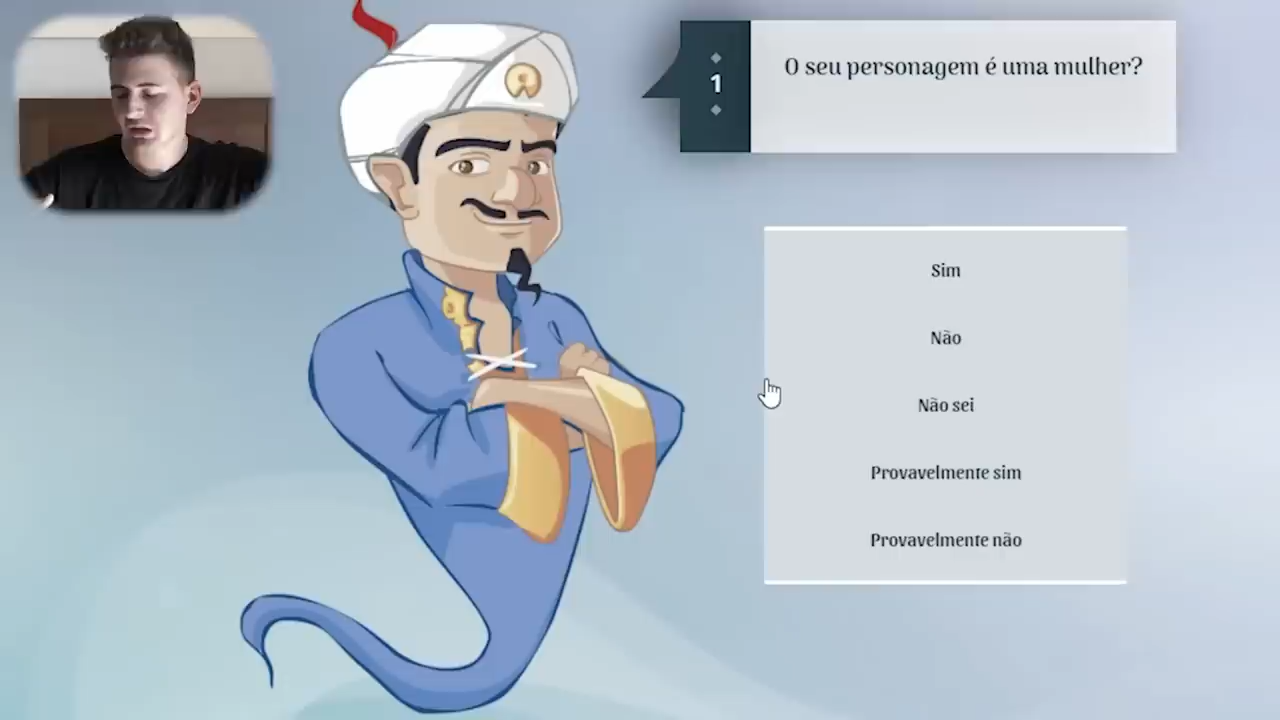 1
O seu personagem é uma mulher?
Sim
Não
Não sei
Provavelmente sim
Provavelmente não